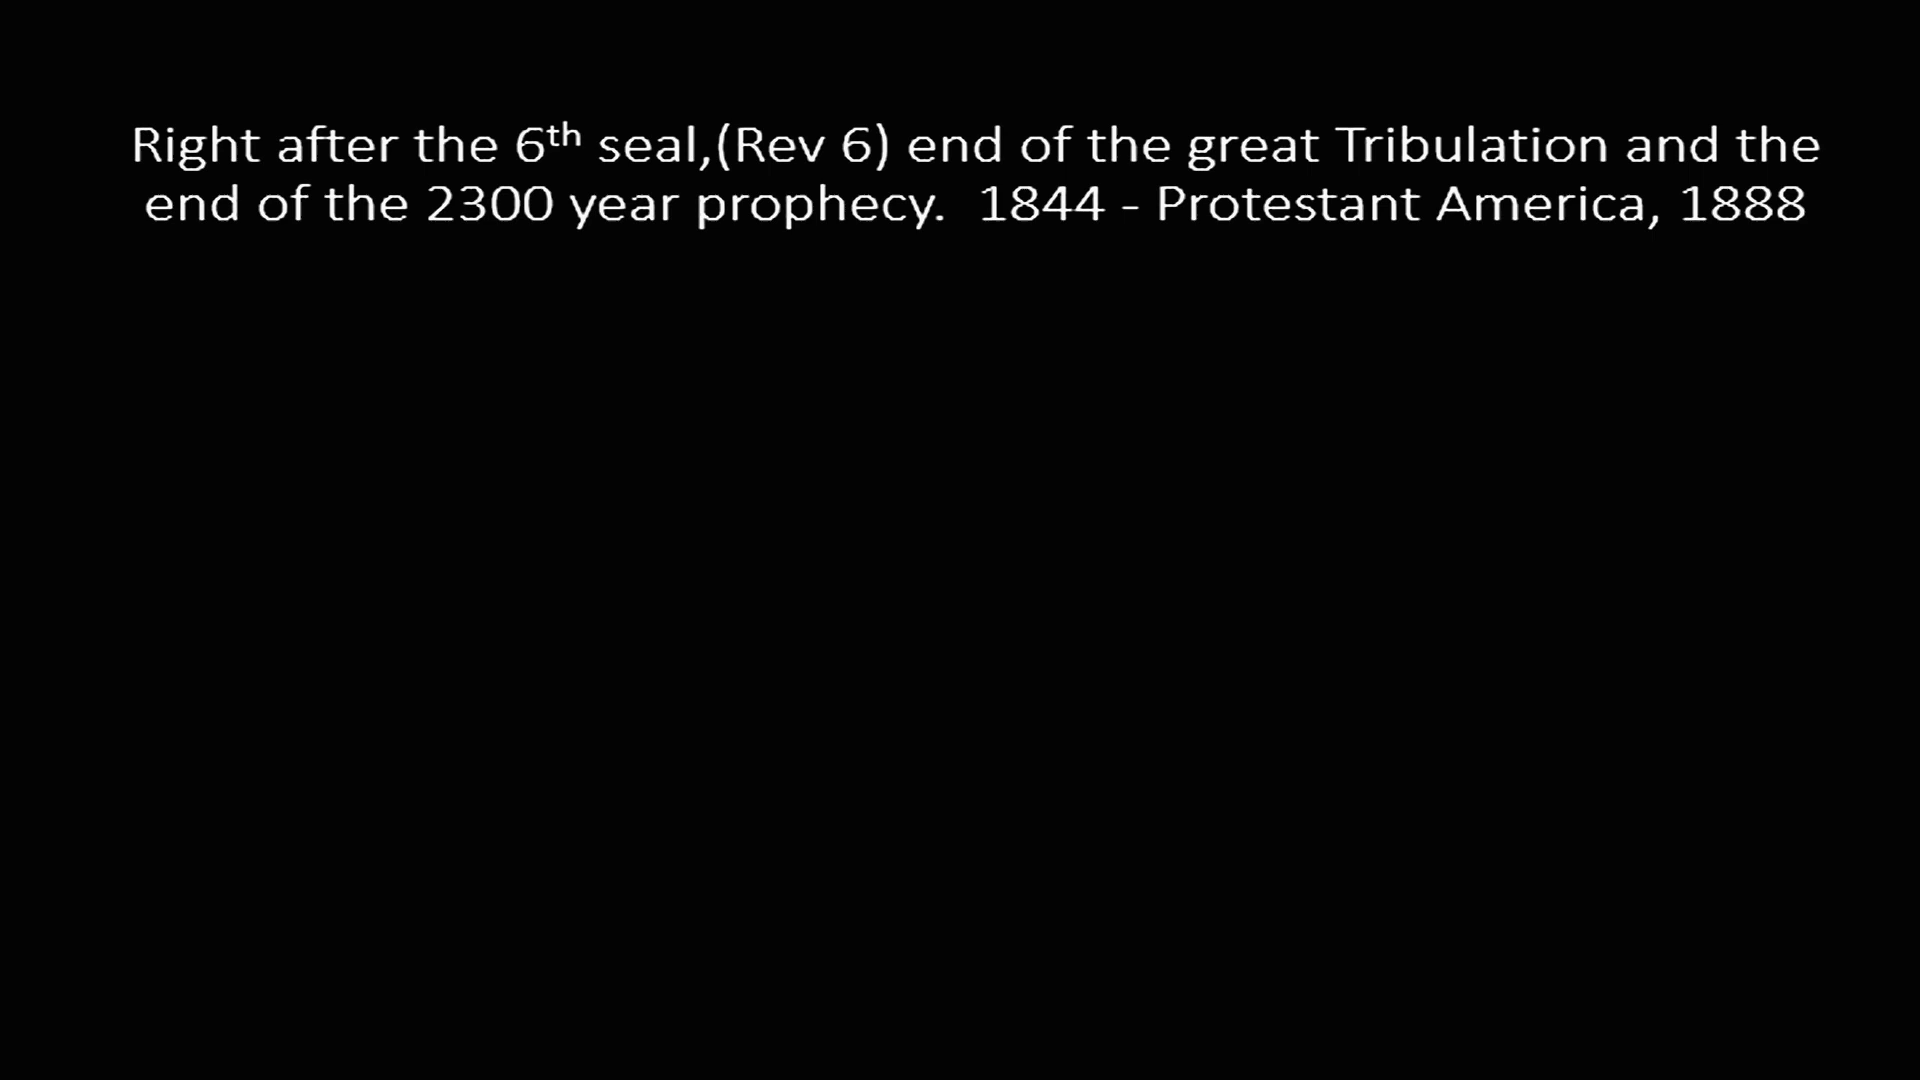 Right after the 6th seal,(Rev 6) end of the great Tribulation and the
end of the 2300 year prophecy.  1844 - Protestant America, 1888